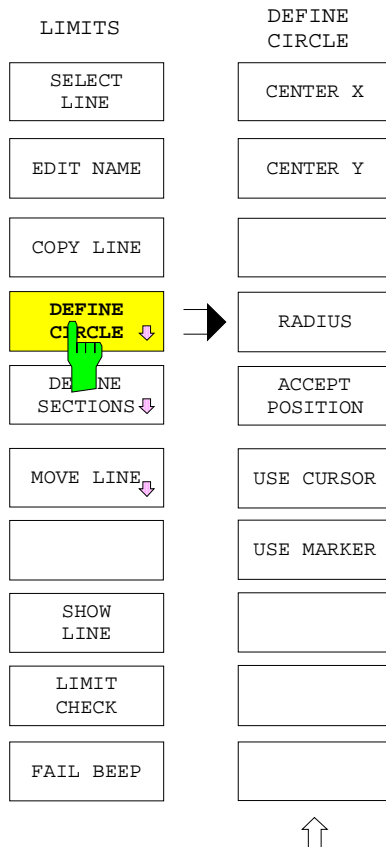 LIMITS
SELECT
LINE
EDIT NAME
COPY LINE
DEFINE
CIRCLE
DEFINE
SECTIONS
MOVE LINE
SHOW
LINE
LIMIT
CHECK
FAIL BEEP
DEFINE
CIRCLE
CENTER X
CENTER Y
RADIUS
ACCEPT
POSITION
USE CURSOR
USE MARKER